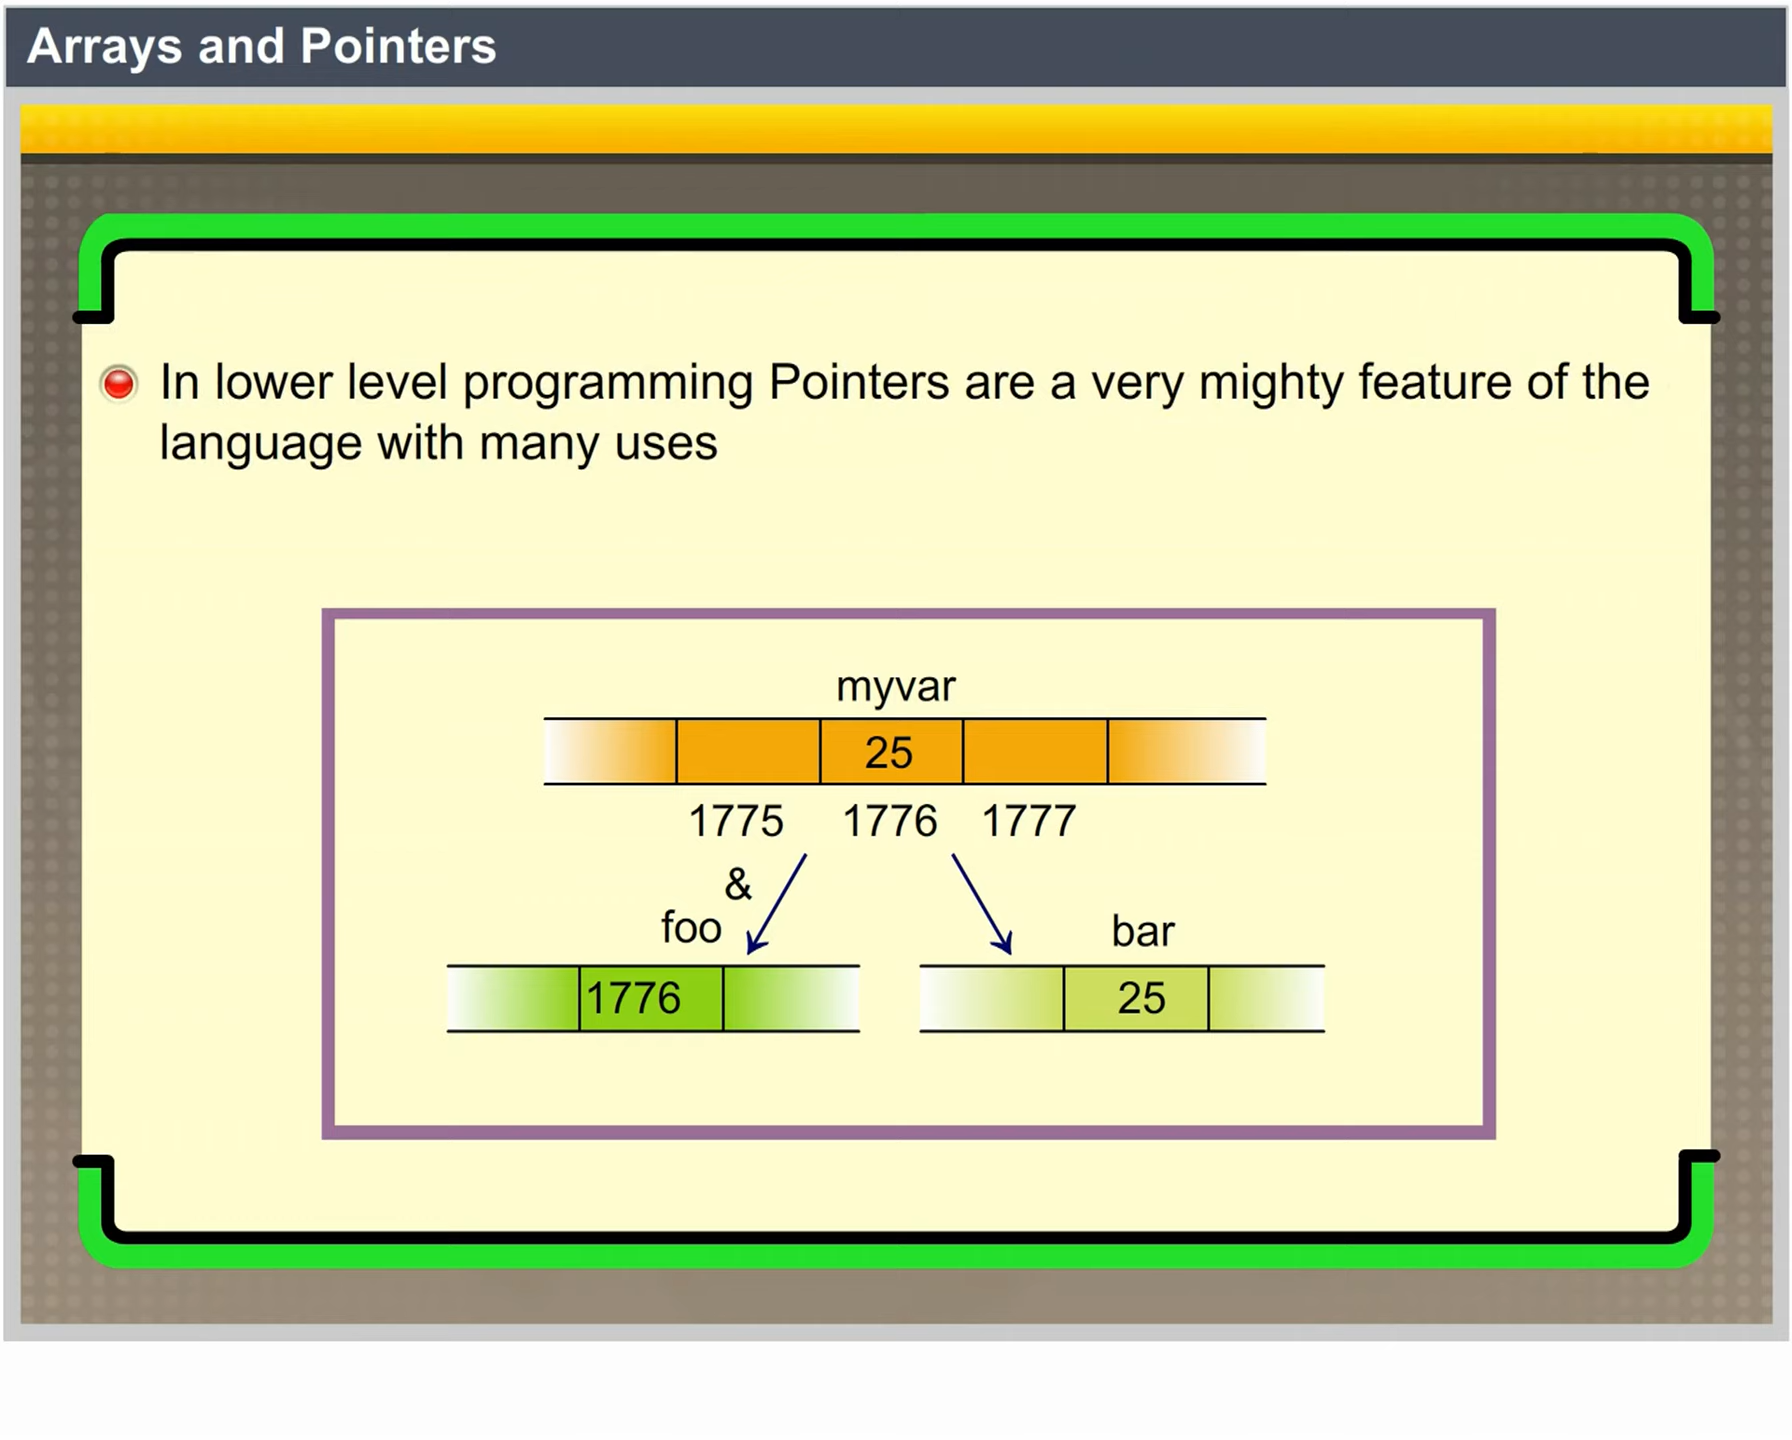 Arrays and Pointers
In lower level programming Pointers are a very mighty feature of the
language with many uses
myvar
25
1775 1776 1777
&
foo bar
1776 25